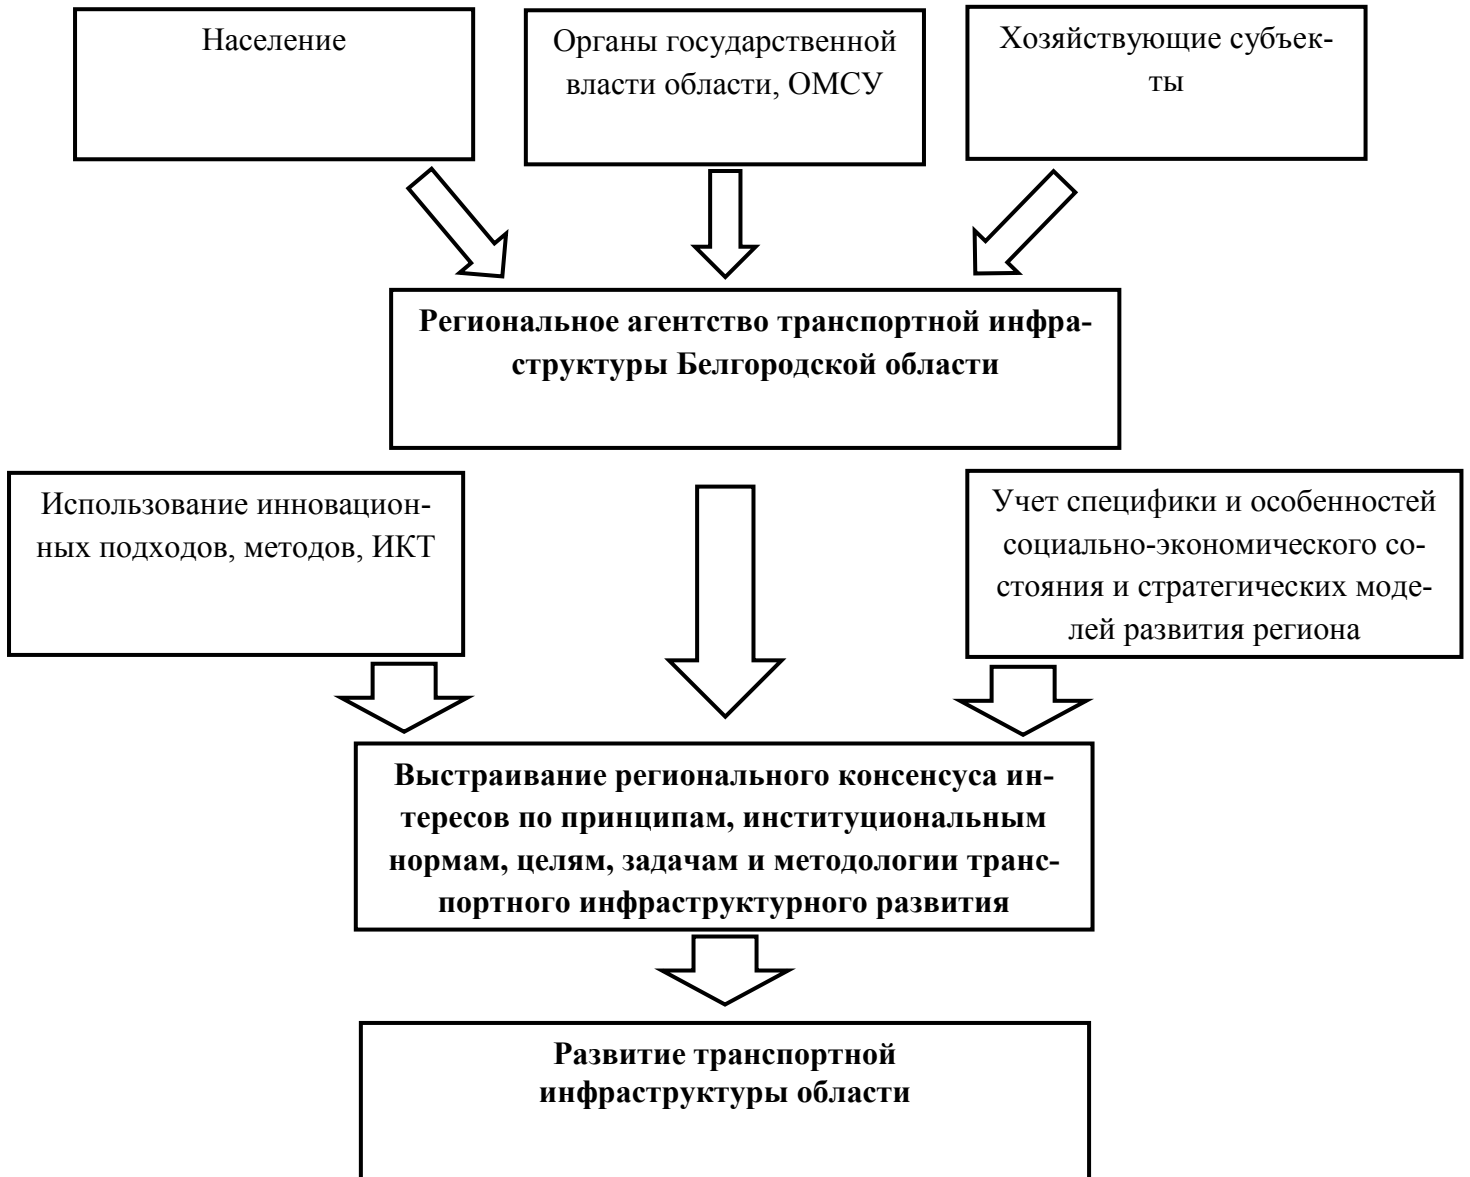 Население
Органы государственной
власти области, ОМСУ
Хозяйствующие субъек-
ты
Региональное агентство транспортной инфра-
структуры Белгородской области
Использование инновацион-
ных подходов, методов, ИКТ
Учет специфики и особенностей
социально-экономического со-
стояния и стратегических моде-
лей развития региона
Выстраивание регионального консенсуса ин-
тересов по принципам, институциональным
нормам, целям, задачам и методологии транс-
портного инфраструктурного развития
Развитие транспортной
инфраструктуры области